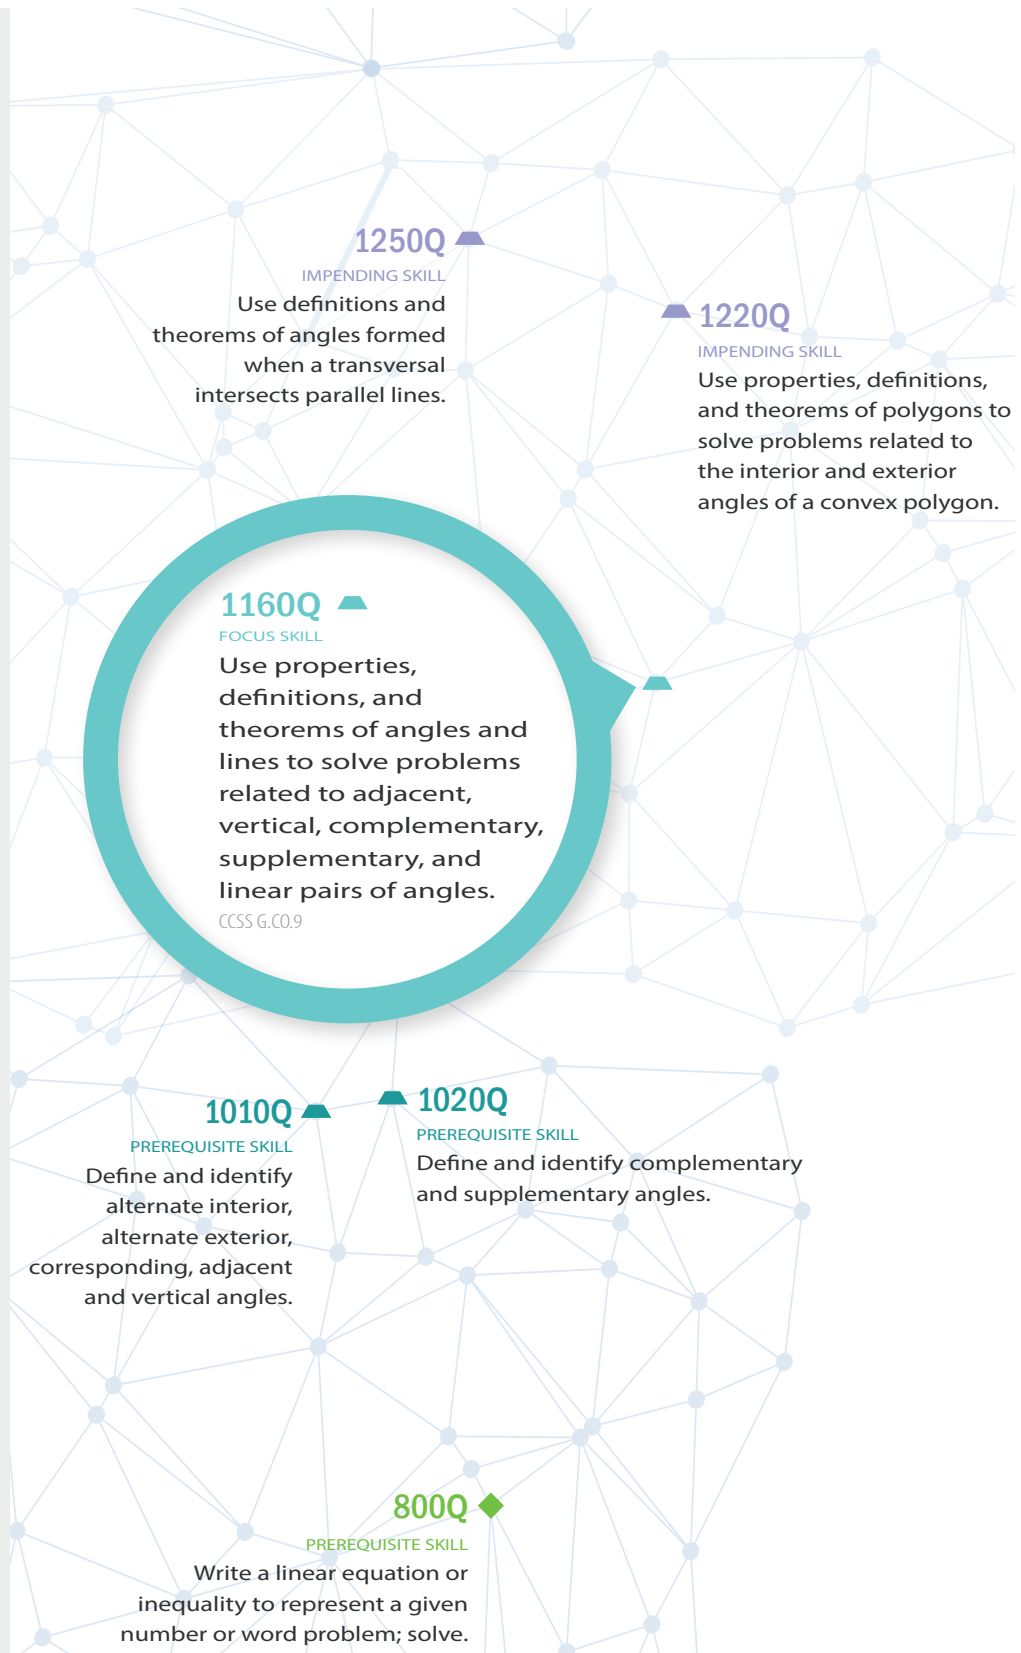 1250Q
IMPENDING SKILL
Use definitions and
theorems of angles formed
when a transversal
intersects parallel lines.
1220Q
IMPENDING SKILL
Use properties, definitions,
and theorems of polygons to
solve problems related to
the interior and exterior
angles of a convex polygon.
1160Q
FOCUS SKILL
Use properties,
definitions, and
theorems of angles and
lines to solve problems
related to adjacent,
vertical, complementary,
supplementary, and
linear pairs of angles.
CCSS G.CO.9
1010Q
PREREQUISITE SKILL
Define and identify
alternate interior,
alternate exterior,
corresponding, adjacent
and vertical angles.
1020Q
PREREQUISITE SKILL
Define and identify complementary
and supplementary angles.
800Q
PREREQUISITE SKILL
Write a linear equation or
inequality to represent a given
number or word problem; solve.